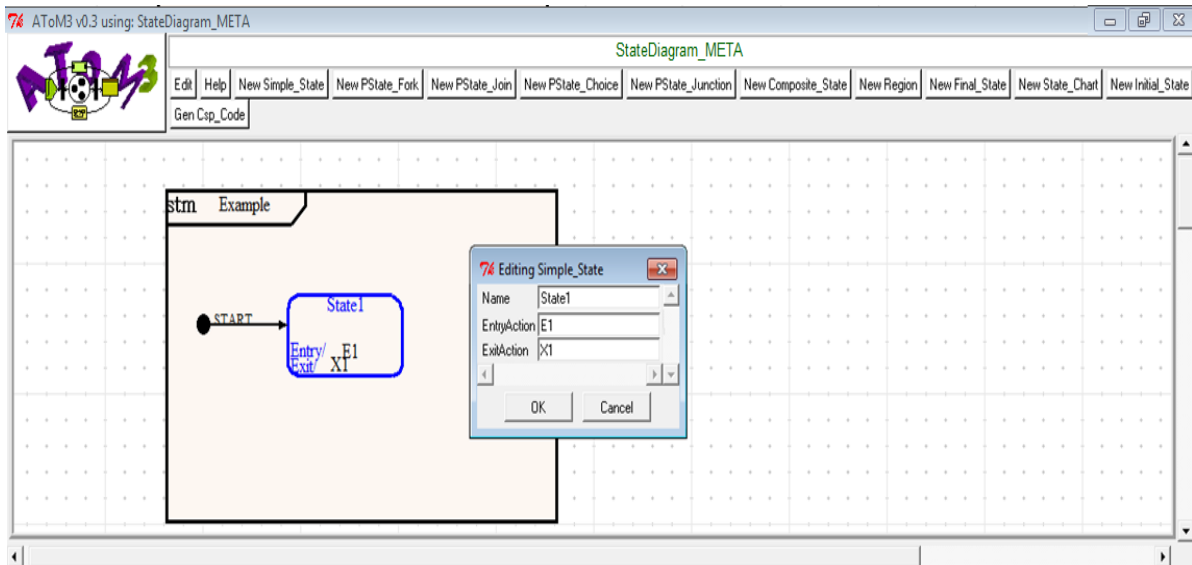 AToM3 v0.3 using: StateDiagram_META
AToM3
StateDiagram_META
Edit Help New Simple_State New PState_Fork New PState_Join New PState_Choice New PState_Junction New Composite_State New Region New Final_State New State_Chart New Initial_State
Gen Csp_Code
stm Example
START
State1
Entry/ E1
Exit/ X1
Editing Simple_State
Name State1
EntryAction E1
ExitAction X1
OK Cancel